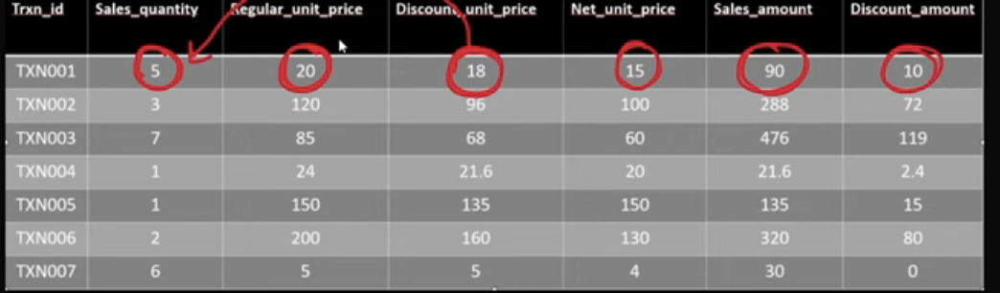 Trxn_id Sales_quantity Regular_unit_price Discount_unit_price Net_unit_price Sales_amount Discount_amount
TXN001 5 20 18 15 90 10
TXN002 3 120 96 100 288 72
TXN003 7 85 68 60 476 119
TXN004 1 24 21.6 20 21.6 2.4
TXN005 1 150 135 150 135 15
TXN006 2 200 160 130 320 80
TXN007 6 5 5 4 30 0